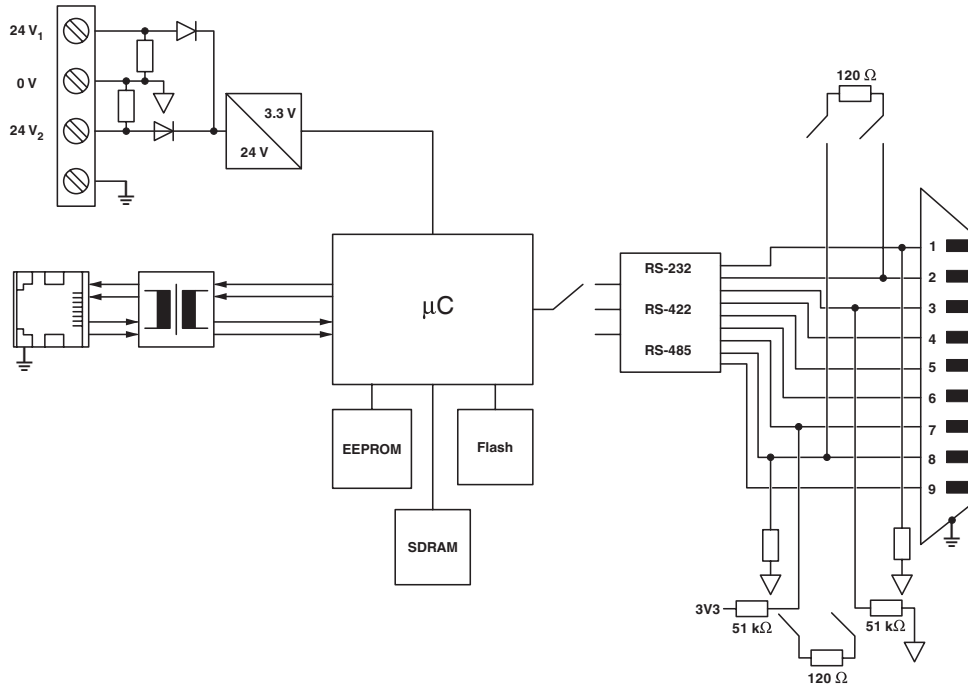 24 V1
0 V
24 V2
3.3 V
24 V
120 Ω
μC
EEPROM
Flash
SDRAM
RS-232
RS-422
RS-485
1
2
3
4
5
6
7
8
9
3V3
51 kΩ
51 kΩ
120 Ω